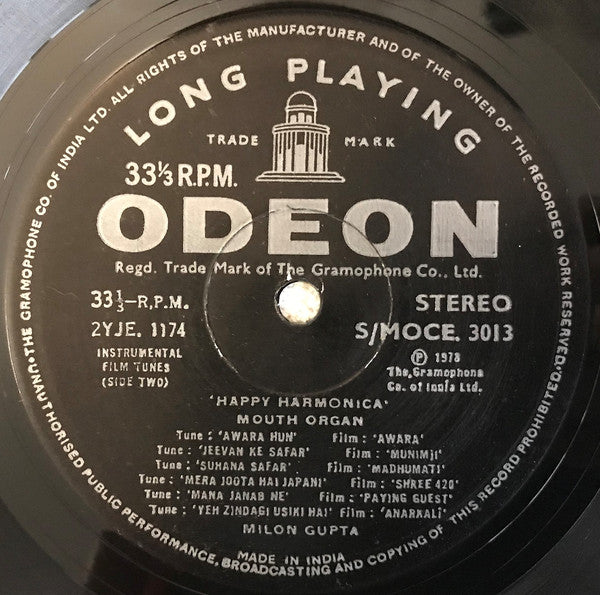 LONG PLAYING
TRADE MARK
33⅓ R.P.M.
ODEON
Regd. Trade Mark of The Gramophone Co., Ltd.
33⅓-R,P.M.
STEREO
2YJE. 1174
S/MOCE. 3013
INSTRUMENTAL
FILM TUNES
(SIDE TWO)
℗ 1978
The Gramophone
Co. of India Ltd.
'HAPPY HARMONICA'
MOUTH ORGAN
Tune : 'AWARA HUN' Film : 'AWARA'
Tune : 'JEEVAN KE SAFAR' Film : 'MUNIMJI'
Tune : 'SUHANA SAFAR' Film : 'MADHUMATI'
Tune : 'MERA JOOTA HAI JAPANI' Film : 'SHREE 420'
Tune : 'MANA JANAB NE' Film : 'PAYING GUEST'
Tune : 'YEH ZINDAGI USIKI HAI' Film : 'ANARKALI'
MILON GUPTA
MADE IN INDIA
•THE GRAMOPHONE CO. OF INDIA LTD. ALL RIGHTS OF THE MANUFACTURER AND OF THE OWNER OF THE RECORDED WORK RESERVED. UNAUTHORISED PUBLIC PERFORMANCE, BROADCASTING AND COPYING OF THIS RECORD PROHIBITED.